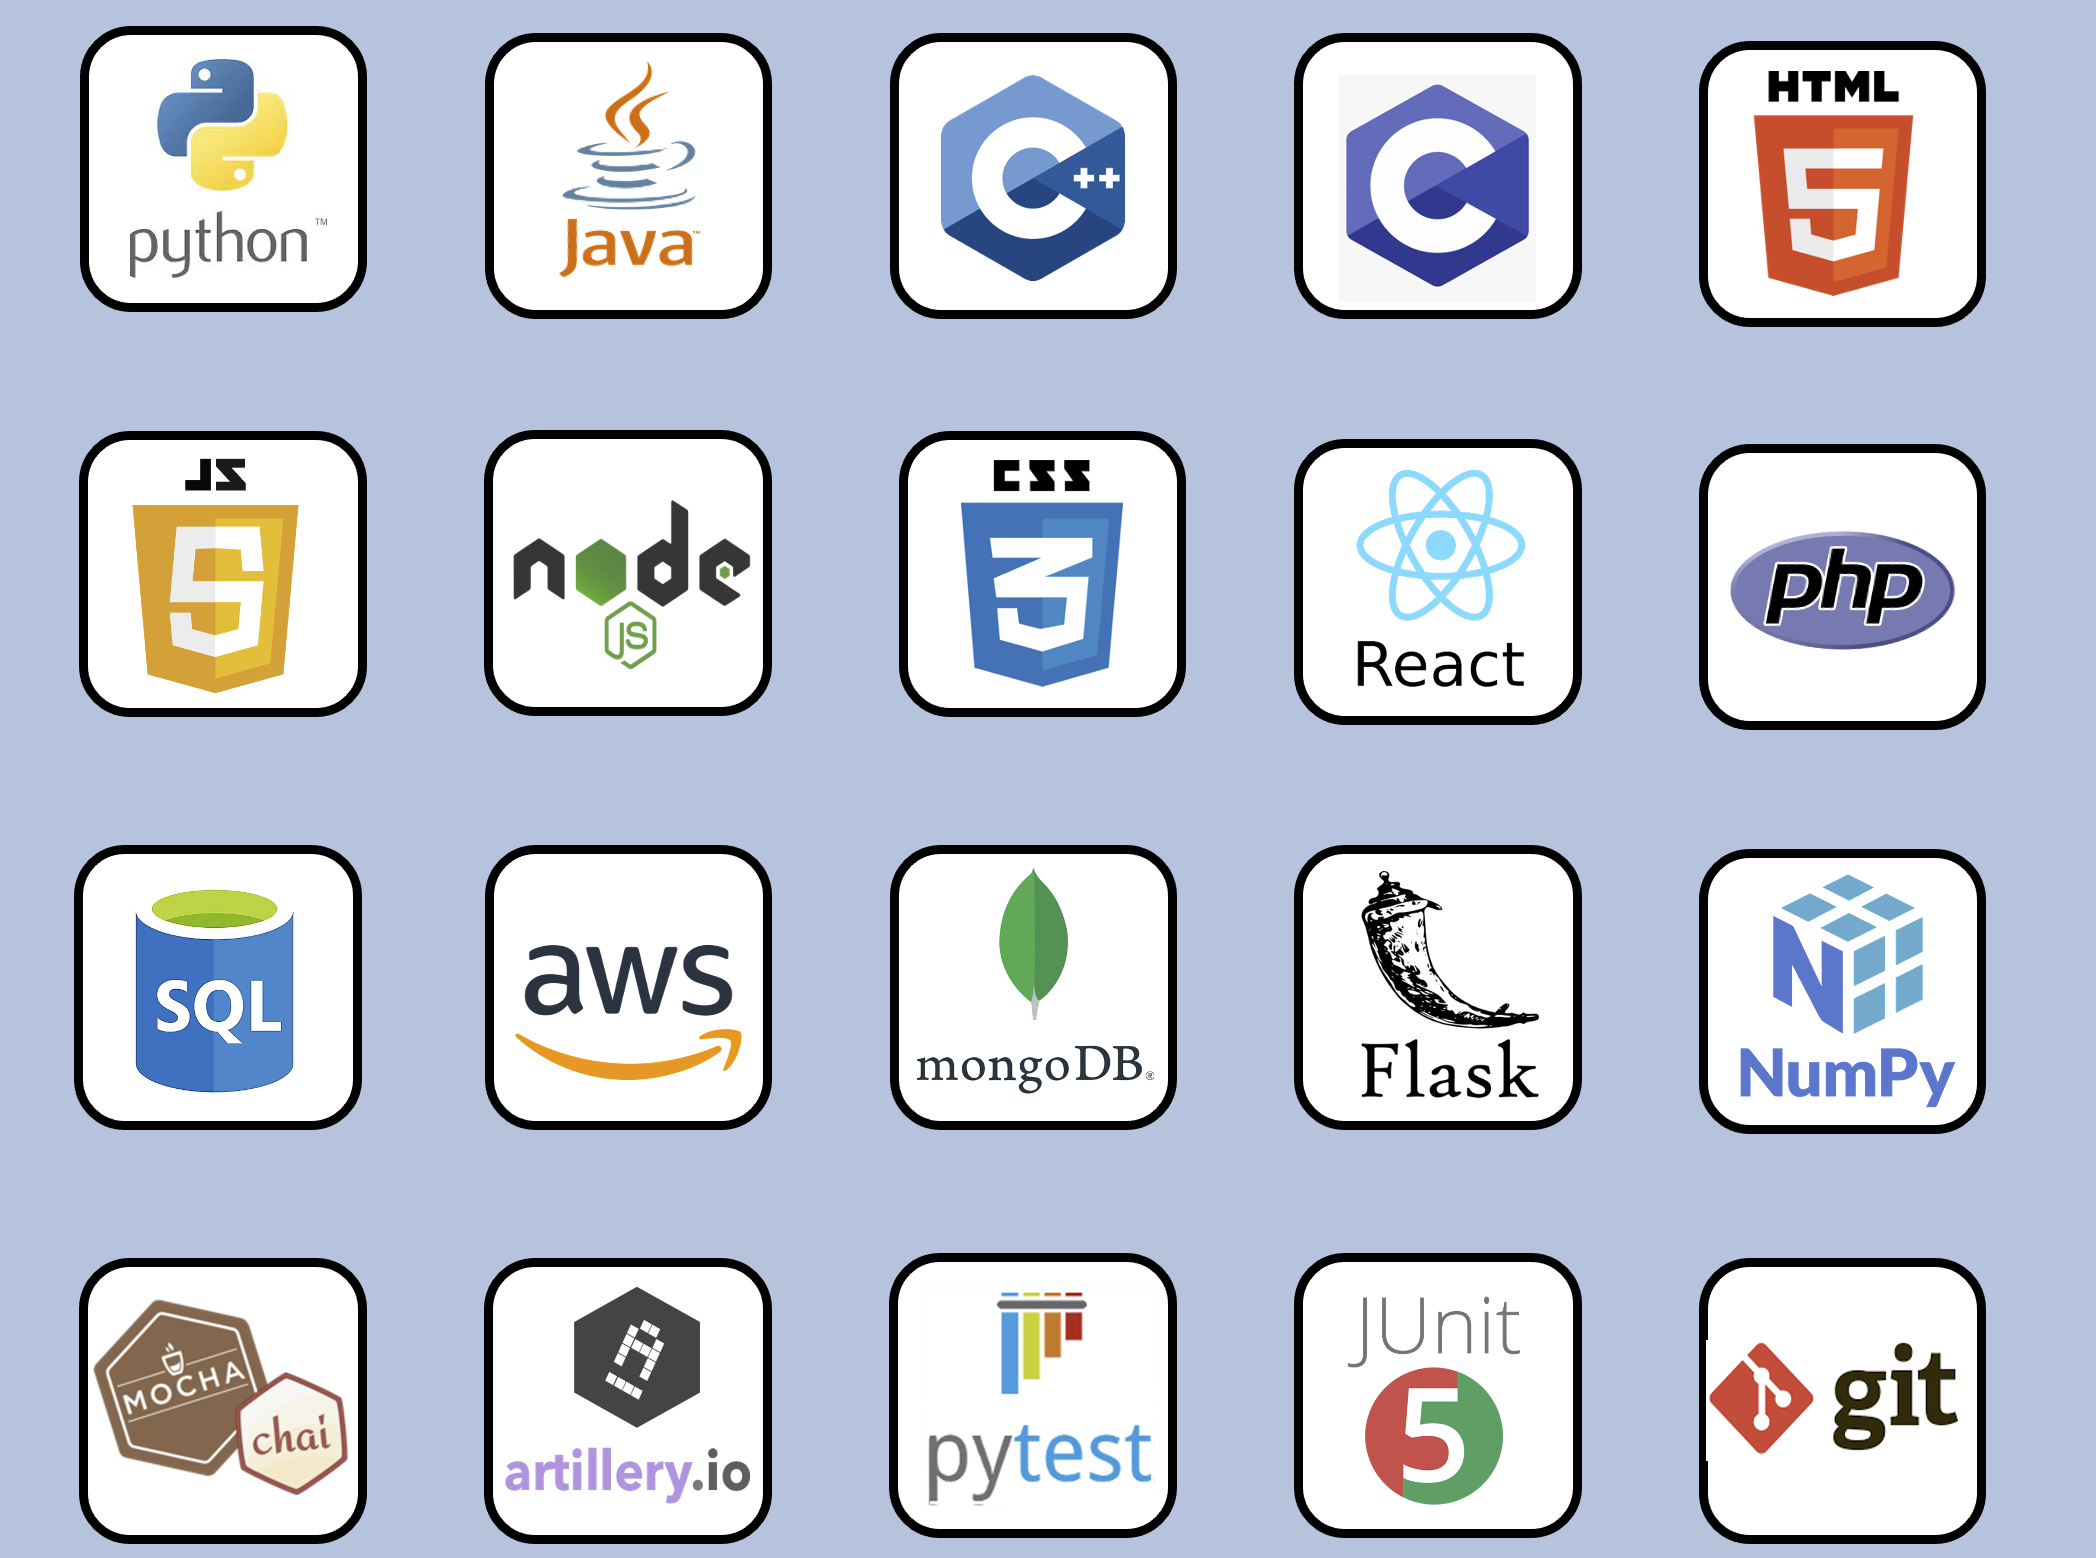 python™
Java™
C++
C
HTML
5
JS
5
node
JS
CSS
3
React
php
SQL
aws
mongoDB®
Flask
N
NumPy
MOCHA
chai
artillery.io
pytest
JUnit
5
git